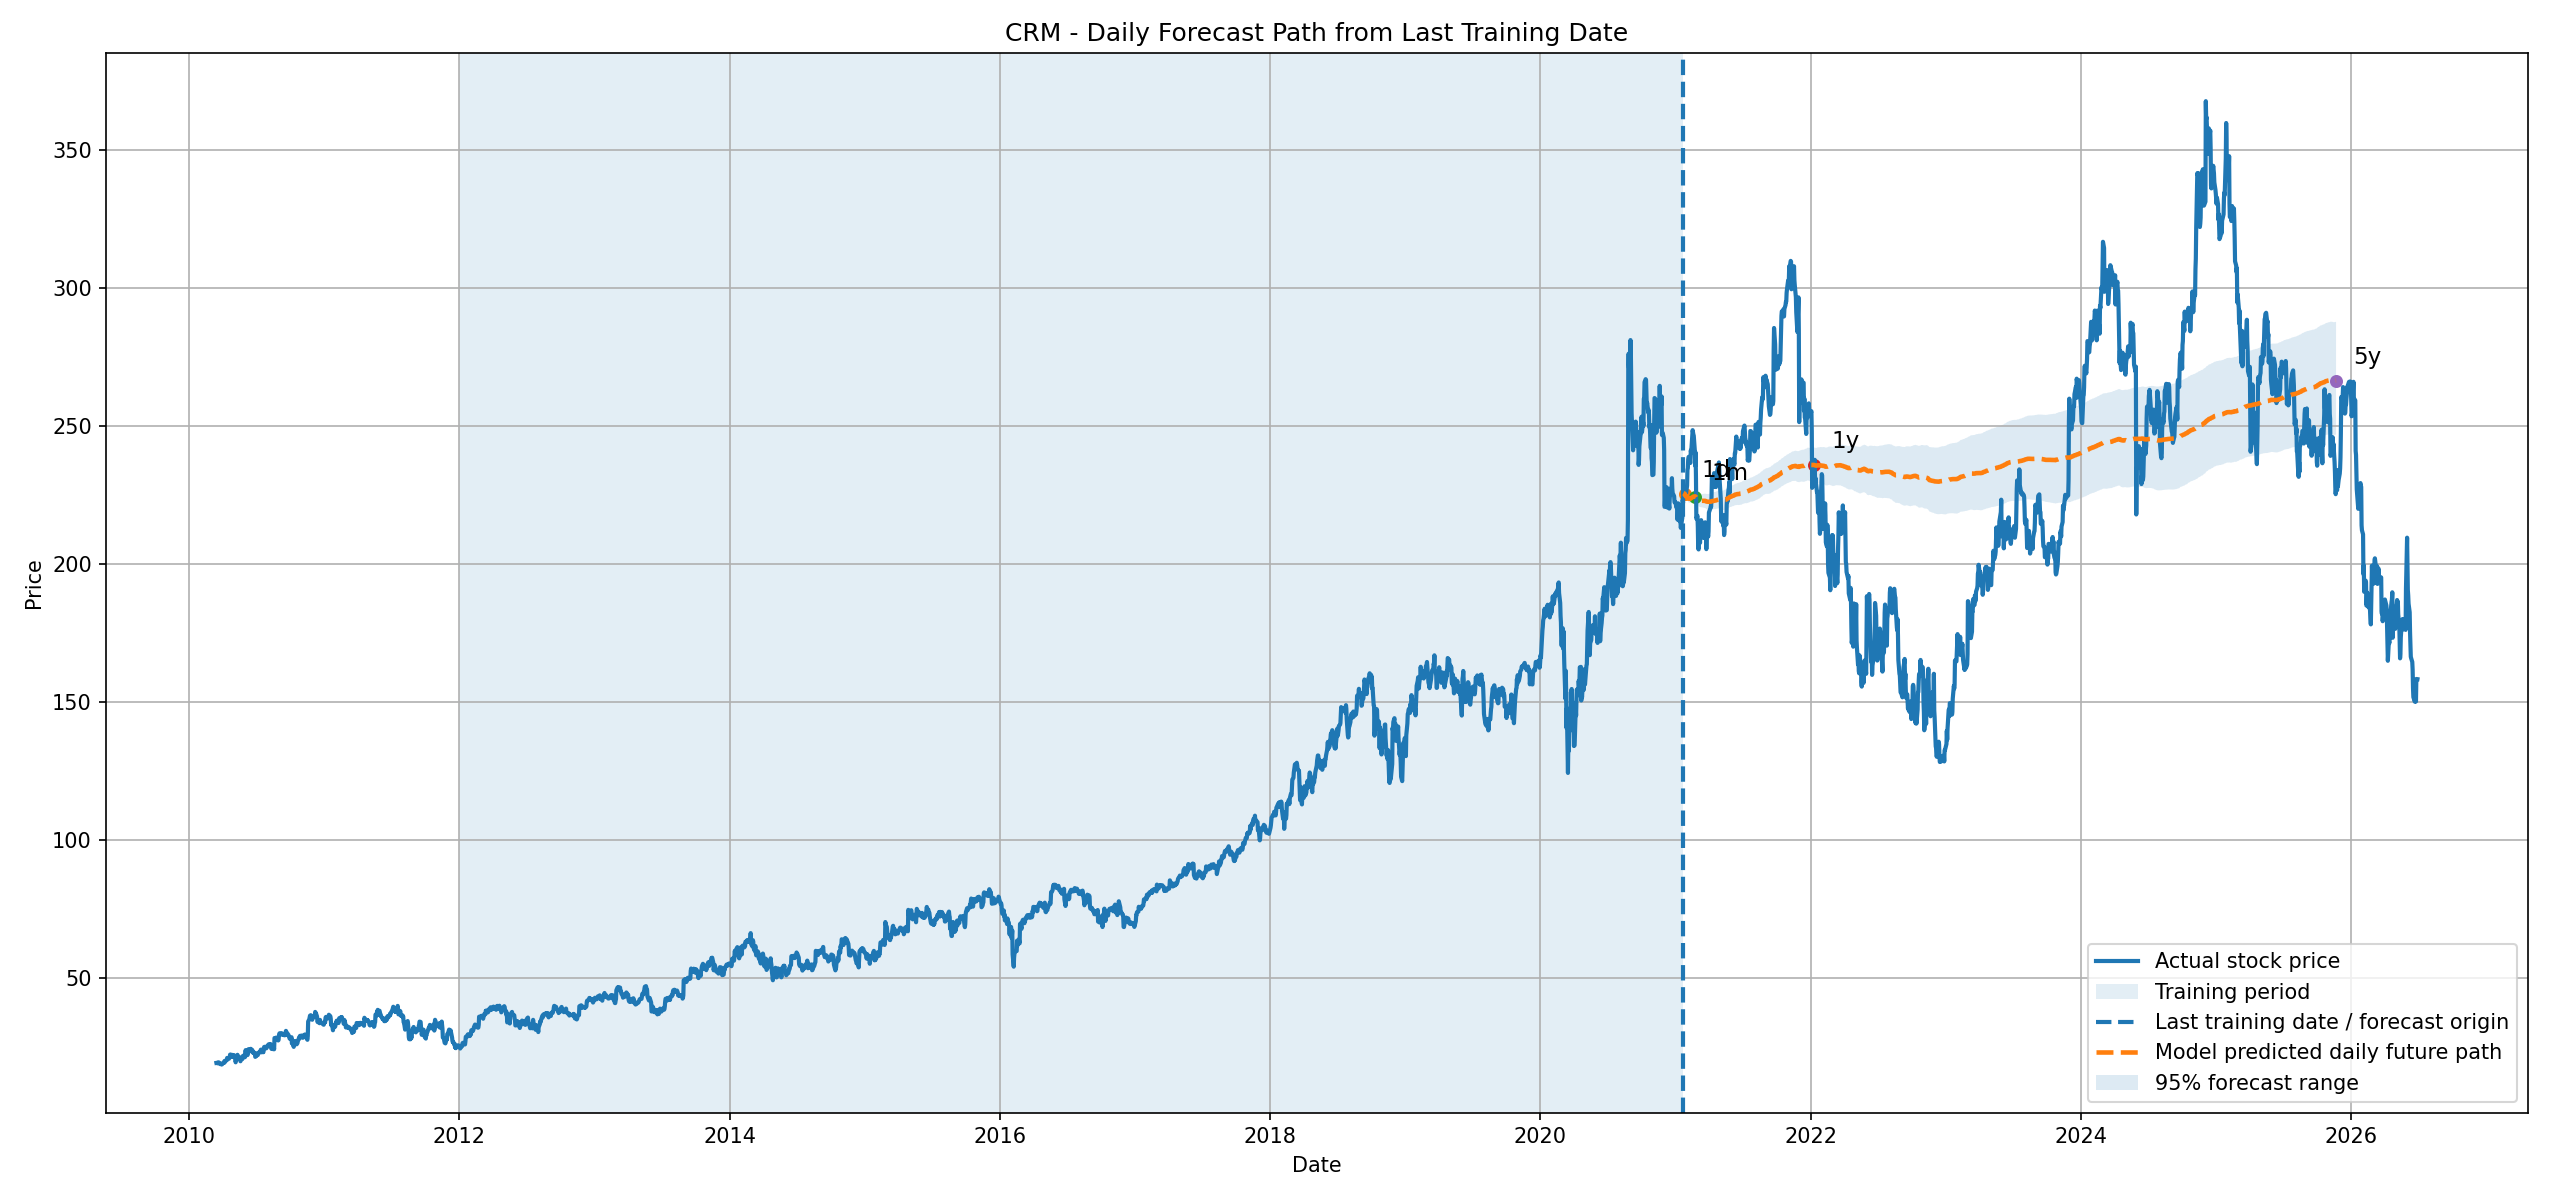 CRM - Daily Forecast Path from Last Training Date
Price
350
300
250
200
150
100
50
1d
1m
1y
5y
Actual stock price
Training period
Last training date / forecast origin
Model predicted daily future path
95% forecast range
2010 2012 2014 2016 2018 2020 2022 2024 2026
Date